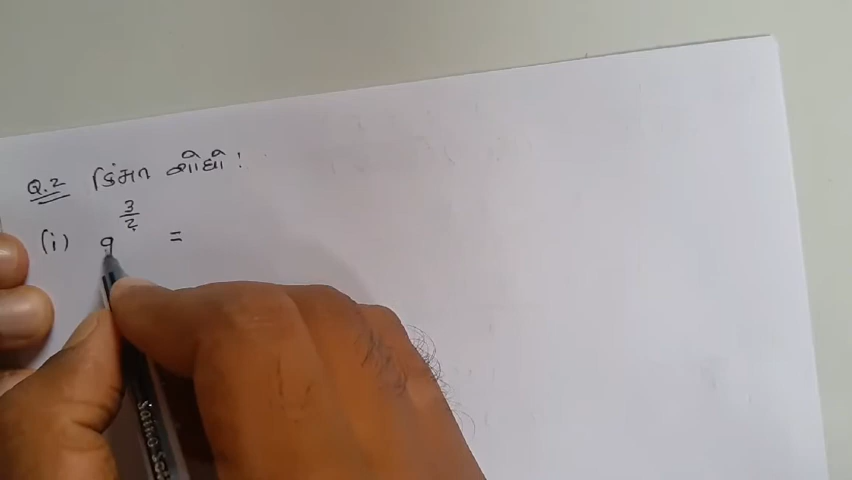 Q.2 કિંમત શોધો :
(i) 9^{3/2} =